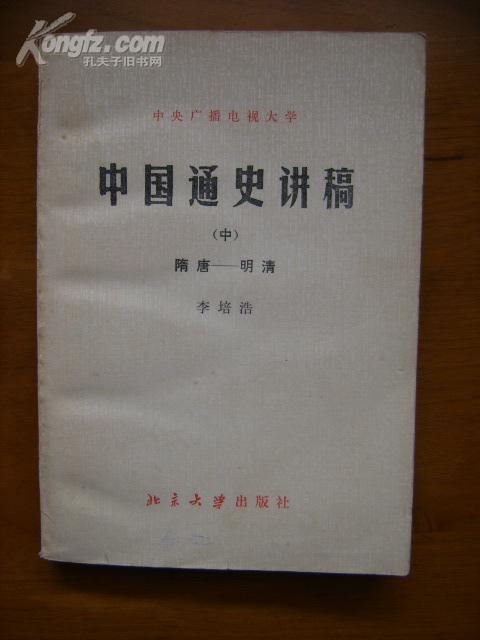 Kongfz.com
孔夫子旧书网
中央广播电视大学
中国通史讲稿
（中）
隋唐——明清
李培浩
北京大学出版社